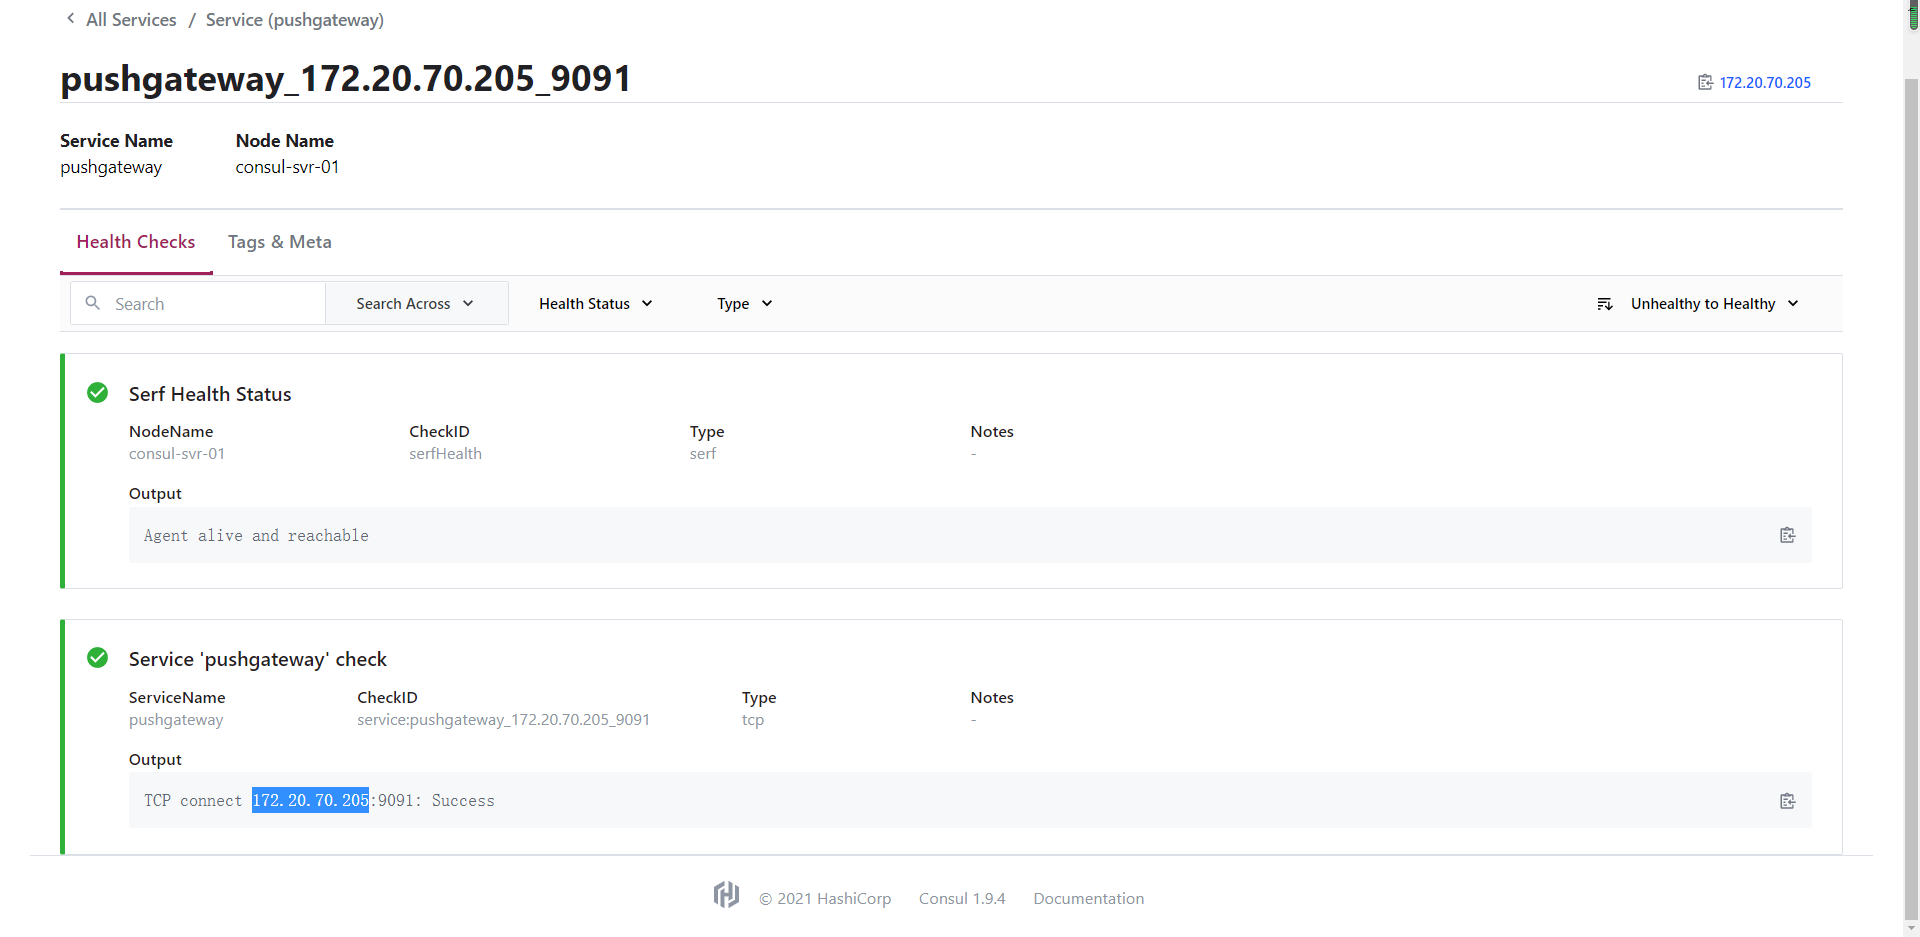 All Services / Service (pushgateway)
pushgateway_172.20.70.205_9091
172.20.70.205
Service Name Node Name
pushgateway consul-svr-01
Health Checks Tags & Meta
Search Search Across Health Status Type Unhealthy to Healthy
Serf Health Status
NodeName CheckID Type Notes
consul-svr-01 serfHealth serf -
Output
Agent alive and reachable
Service 'pushgateway' check
ServiceName CheckID Type Notes
pushgateway service:pushgateway_172.20.70.205_9091 tcp -
Output
TCP connect 172.20.70.205:9091: Success
© 2021 HashiCorp Consul 1.9.4 Documentation